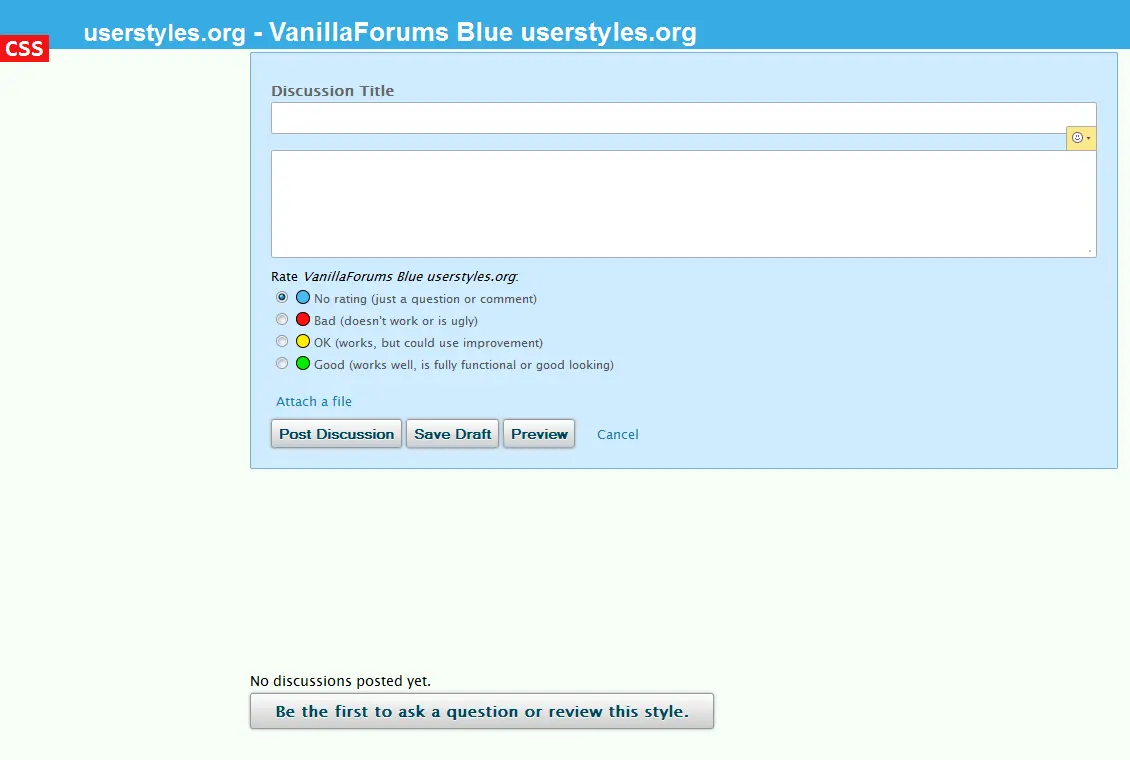 userstyles.org - VanillaForums Blue userstyles.org
CSS
Discussion Title
Rate VanillaForums Blue userstyles.org:
No rating (just a question or comment)
Bad (doesn't work or is ugly)
OK (works, but could use improvement)
Good (works well, is fully functional or good looking)
Attach a file
Post Discussion Save Draft Preview Cancel
No discussions posted yet.
Be the first to ask a question or review this style.